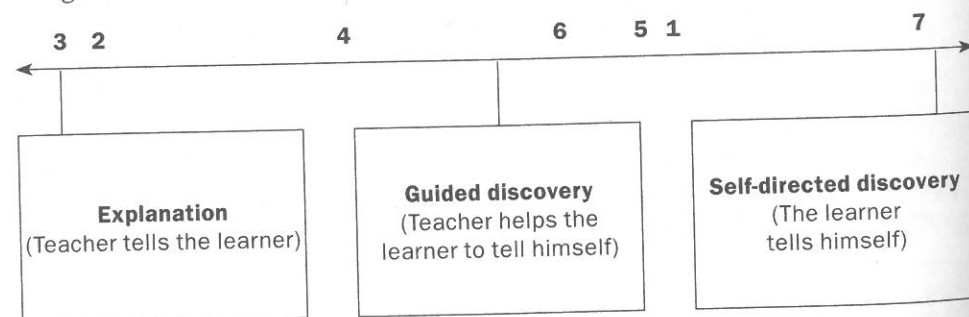 3 2 4 6 5 1 7
Explanation
(Teacher tells the learner)
Guided discovery
(Teacher helps the
learner to tell himself)
Self-directed discovery
(The learner
tells himself)